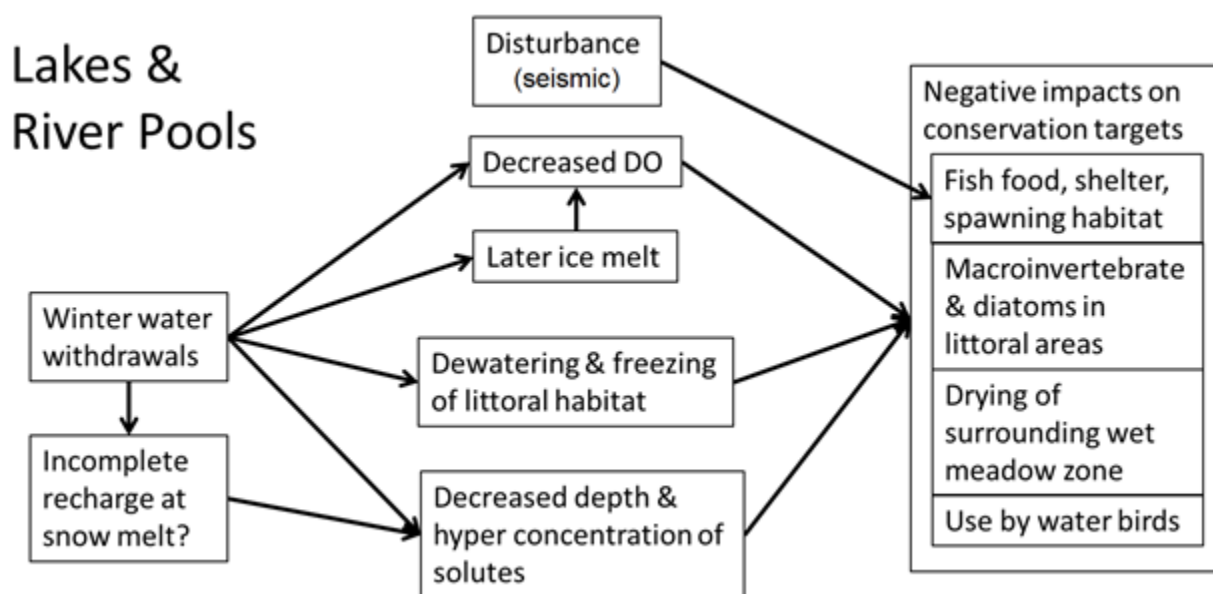 Lakes &
River Pools
Disturbance
(seismic)
Decreased DO
Later ice melt
Winter water
withdrawals
Dewatering & freezing
of littoral habitat
Incomplete
recharge at
snow melt?
Decreased depth &
hyper concentration of
solutes
Negative impacts on
conservation targets
Fish food, shelter,
spawning habitat
Macroinvertebrate
& diatoms in
littoral areas
Drying of
surrounding wet
meadow zone
Use by water birds